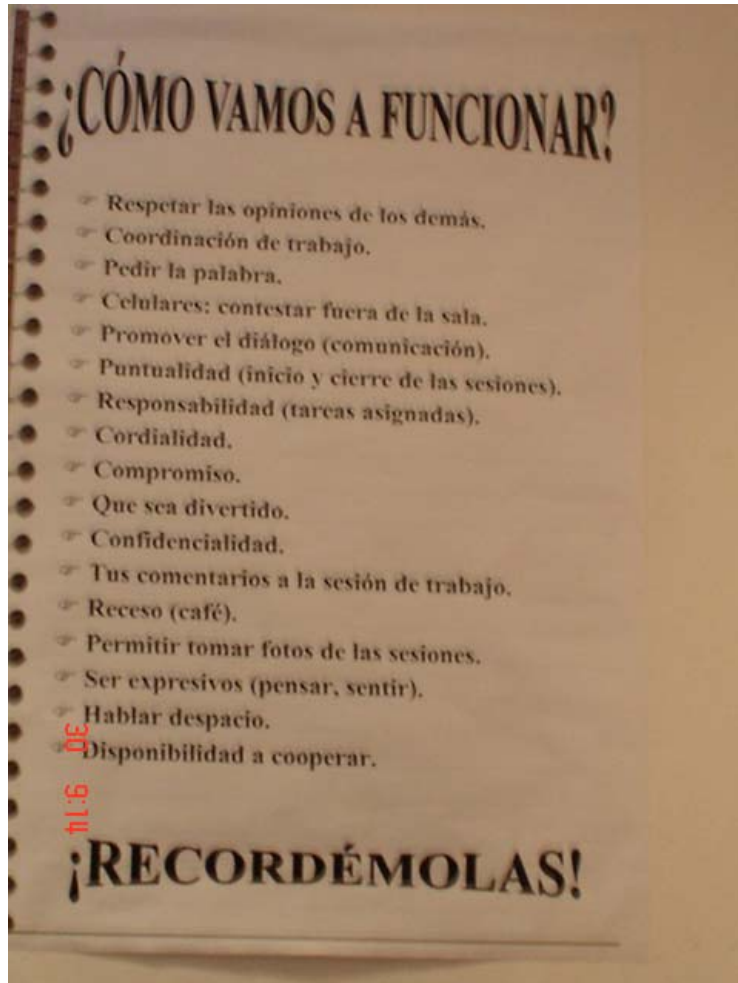 ¿CÓMO VAMOS A FUNCIONAR?
☞ Respetar las opiniones de los demás.
☞ Coordinación de trabajo.
☞ Pedir la palabra.
☞ Celulares: contestar fuera de la sala.
☞ Promover el diálogo (comunicación).
☞ Puntualidad (inicio y cierre de las sesiones).
☞ Responsabilidad (tareas asignadas).
☞ Cordialidad.
☞ Compromiso.
☞ Que sea divertido.
☞ Confidencialidad.
☞ Tus comentarios a la sesión de trabajo.
☞ Receso (café).
☞ Permitir tomar fotos de las sesiones.
☞ Ser expresivos (pensar, sentir).
☞ Hablar despacio.
☞ Disponibilidad a cooperar.
¡RECORDÉMOLAS!
30 9:14